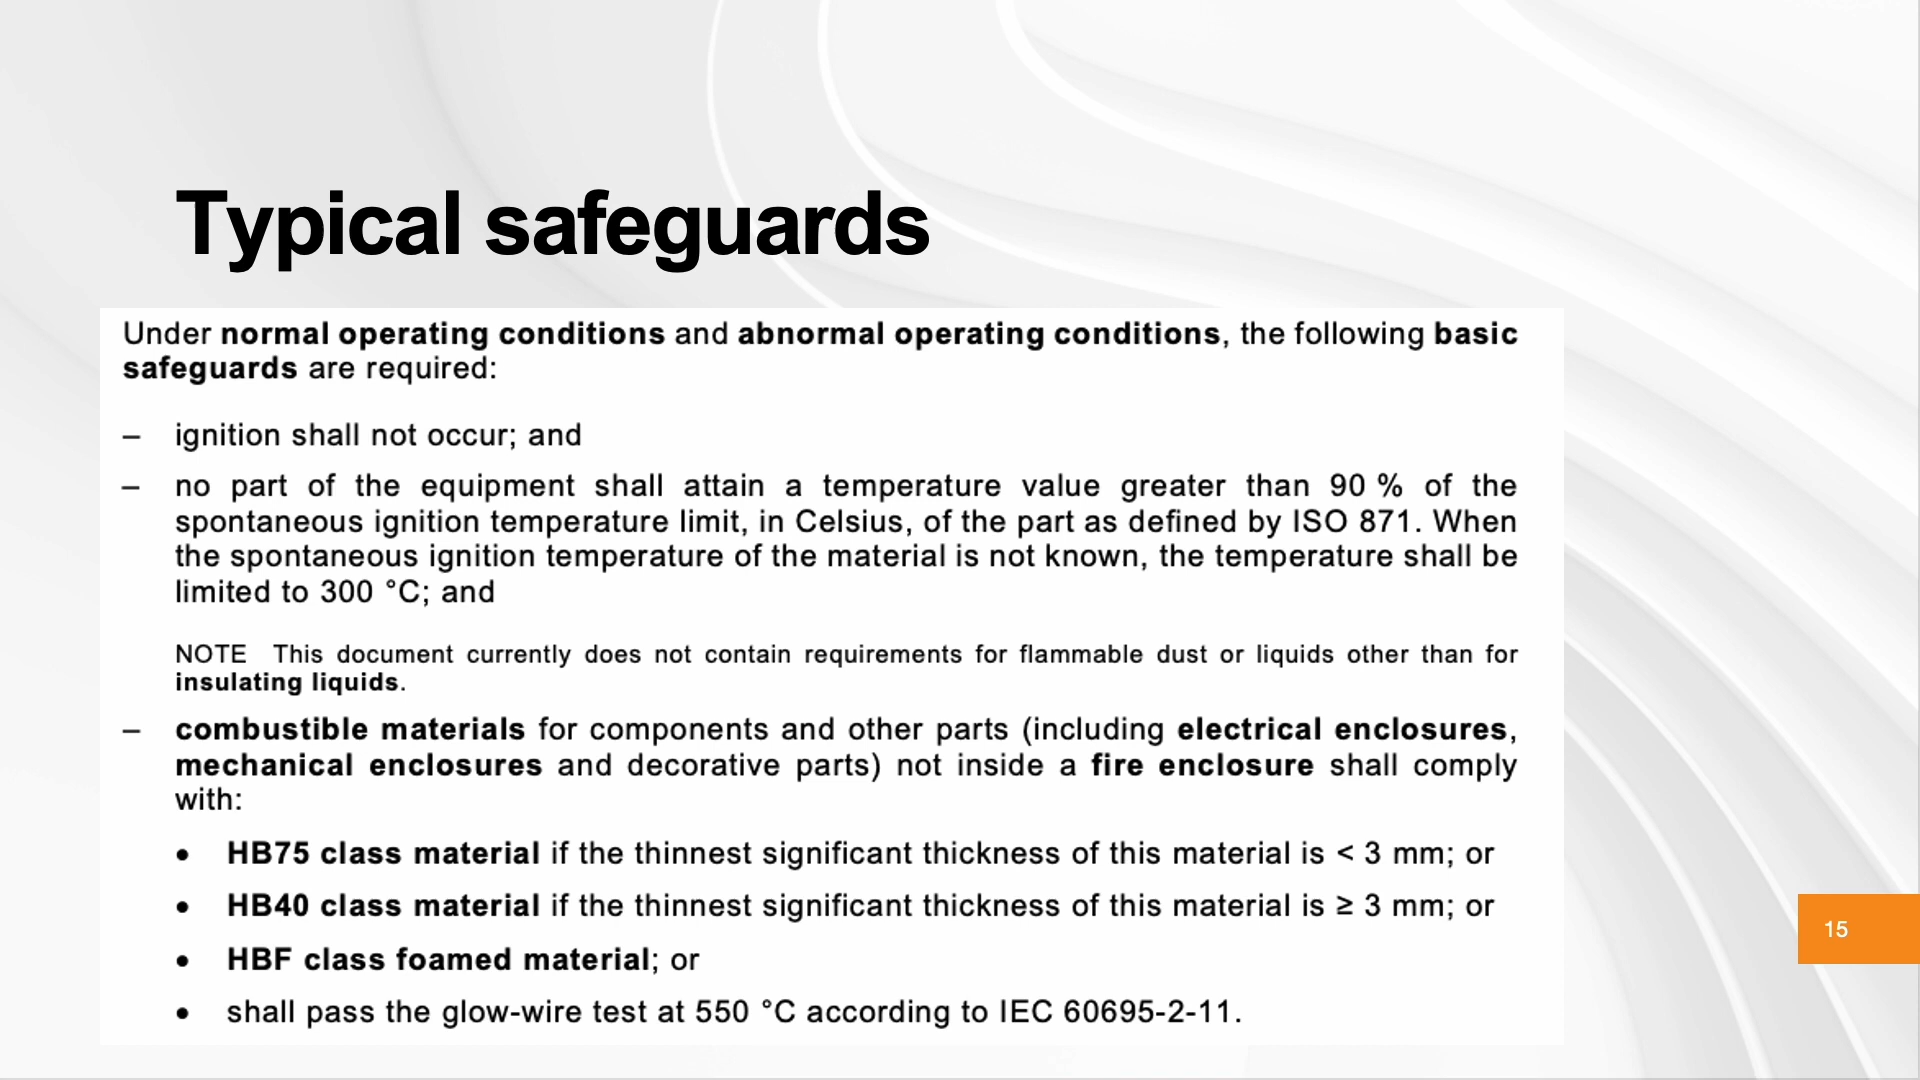 Typical safeguards
Under normal operating conditions and abnormal operating conditions, the following basic
safeguards are required:
– ignition shall not occur; and
– no part of the equipment shall attain a temperature value greater than 90 % of the
spontaneous ignition temperature limit, in Celsius, of the part as defined by ISO 871. When
the spontaneous ignition temperature of the material is not known, the temperature shall be
limited to 300 °C; and
NOTE This document currently does not contain requirements for flammable dust or liquids other than for
insulating liquids.
– combustible materials for components and other parts (including electrical enclosures,
mechanical enclosures and decorative parts) not inside a fire enclosure shall comply
with:
• HB75 class material if the thinnest significant thickness of this material is < 3 mm; or
• HB40 class material if the thinnest significant thickness of this material is ≥ 3 mm; or
• HBF class foamed material; or
• shall pass the glow-wire test at 550 °C according to IEC 60695-2-11.
15